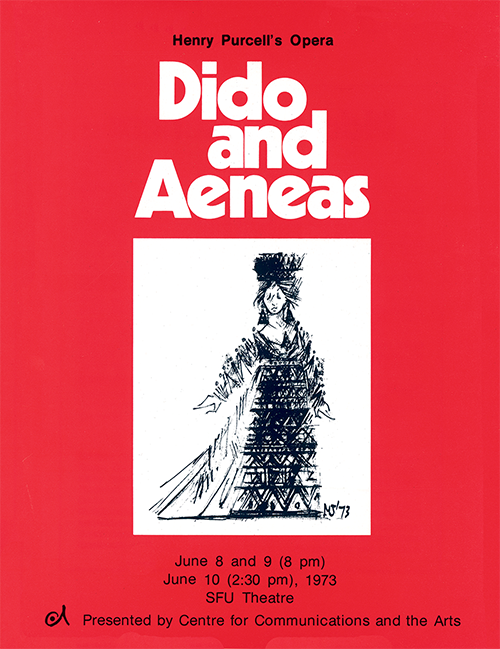 Henry Purcell's Opera
Dido
and
Aeneas
June 8 and 9 (8 pm)
June 10 (2:30 pm), 1973
SFU Theatre
Presented by Centre for Communications and the Arts